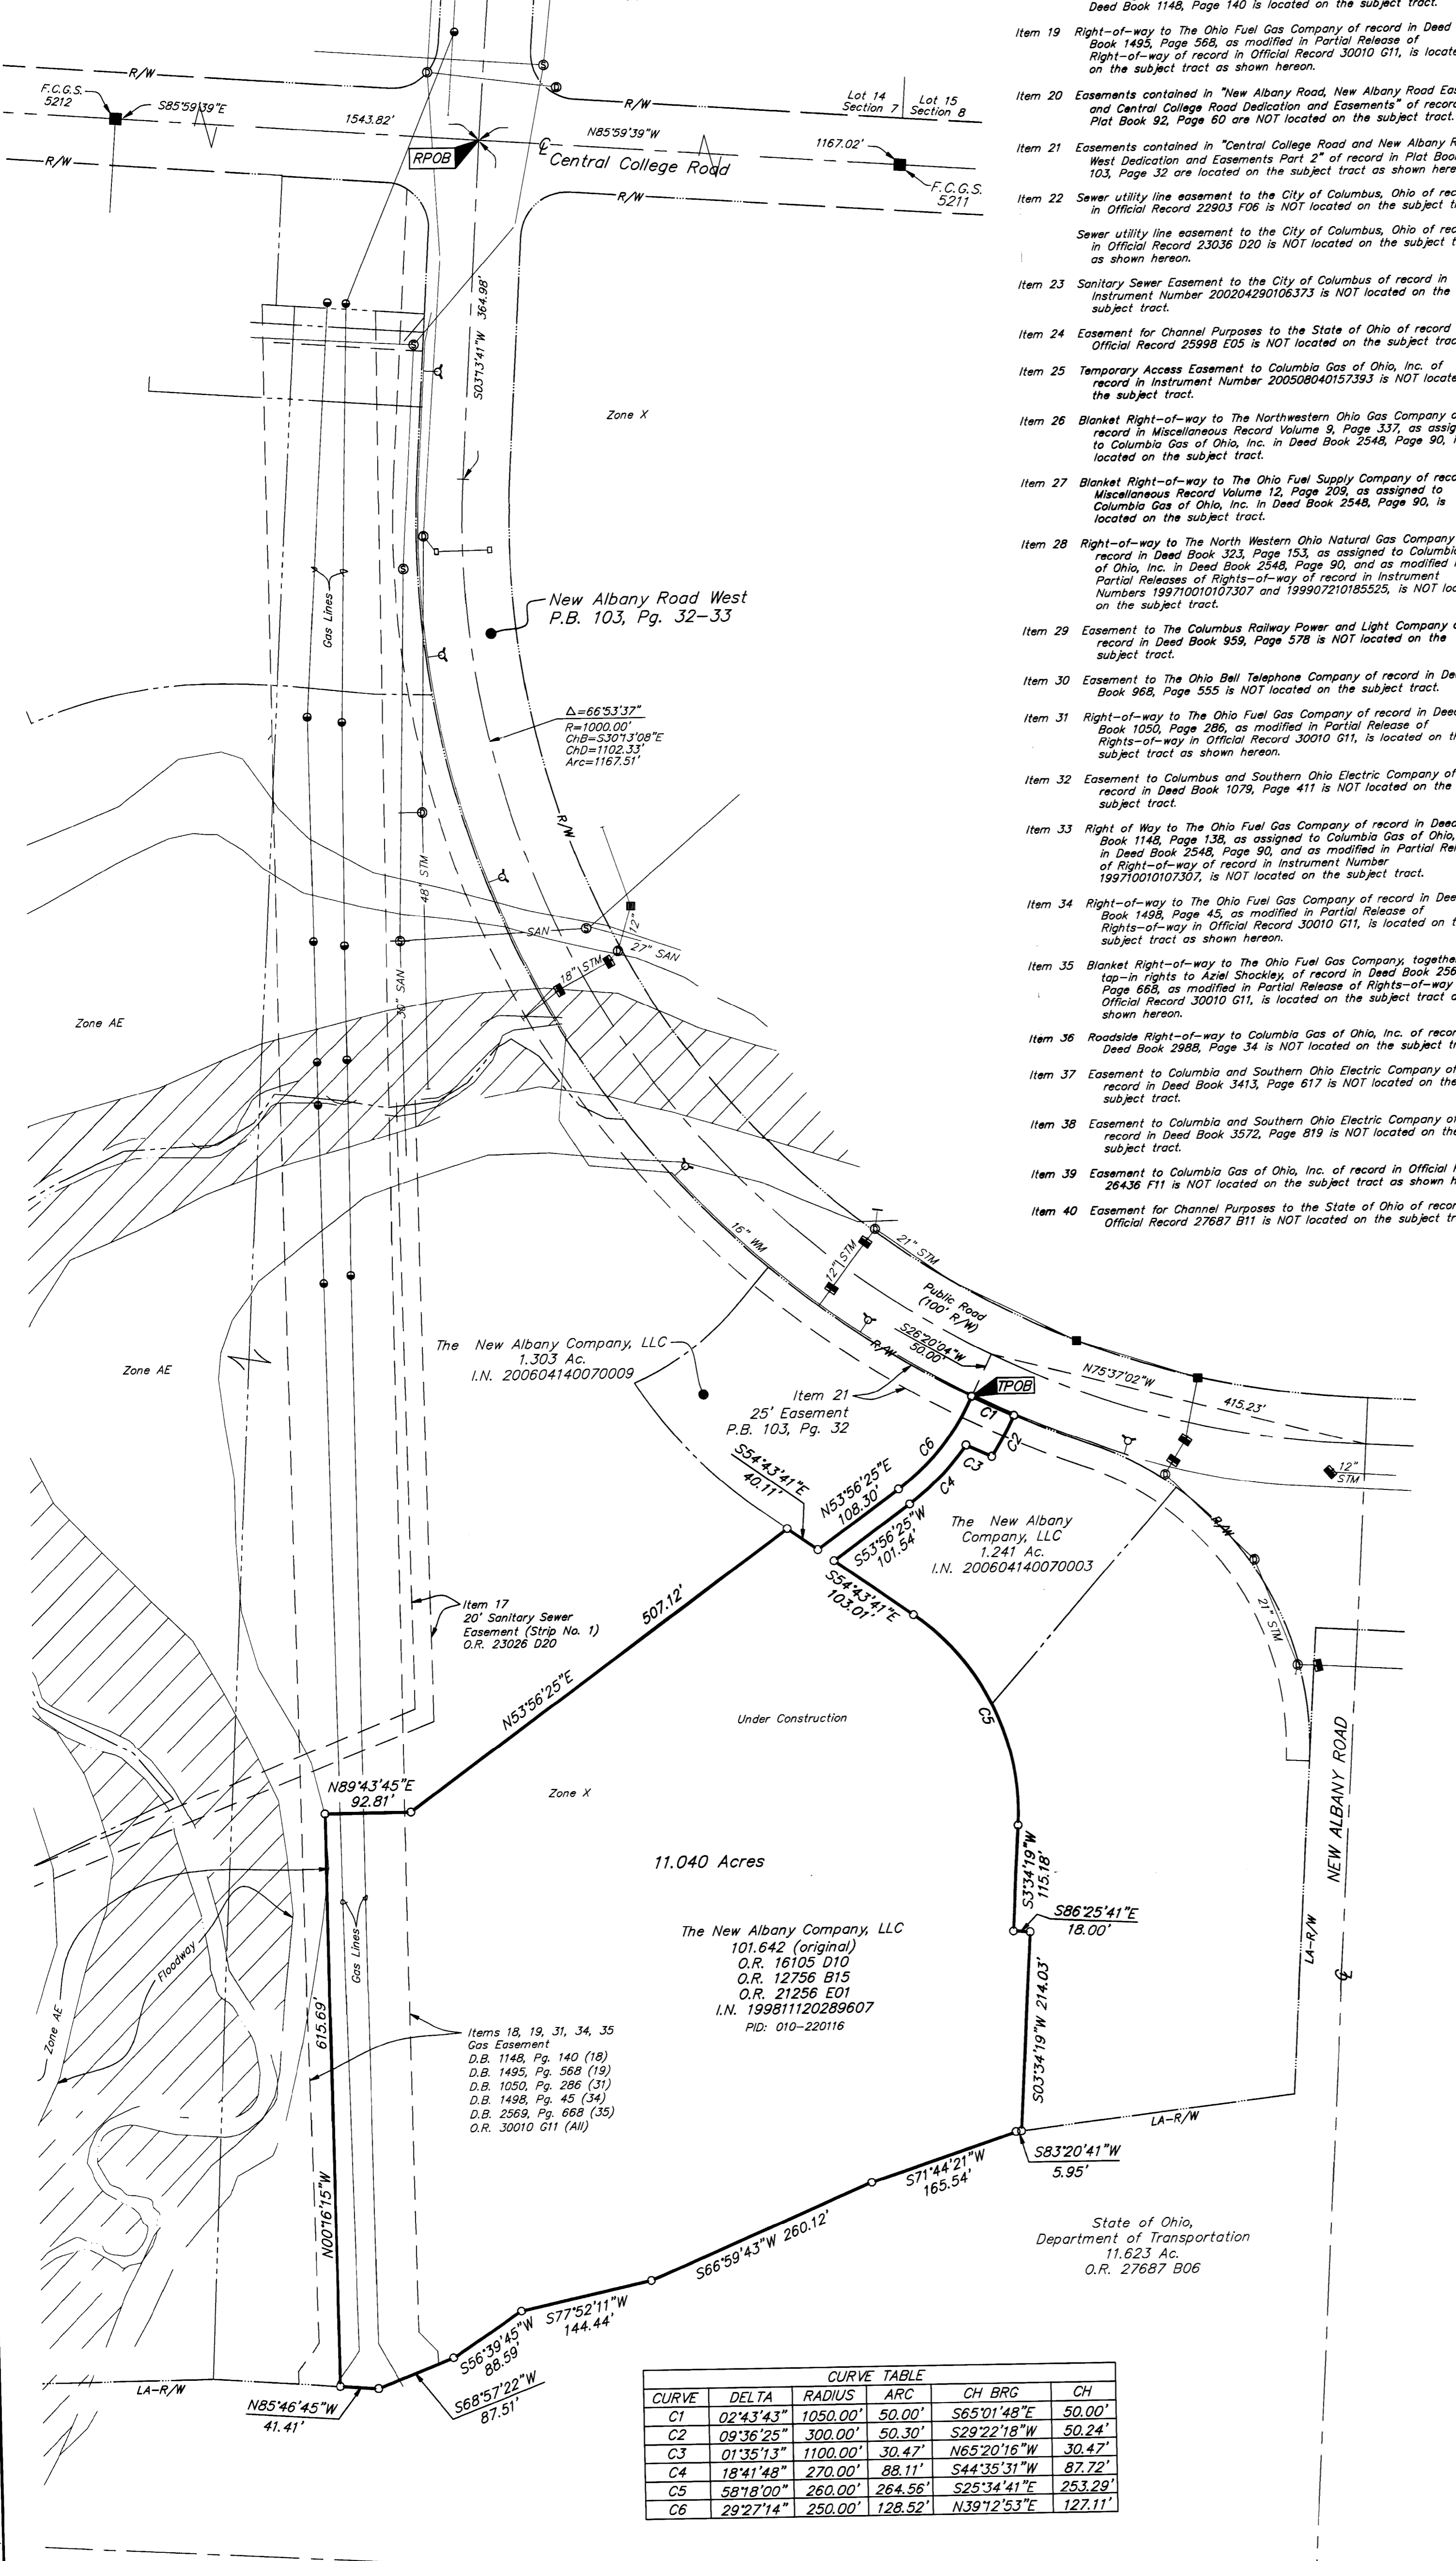 Deed Book 1148, Page 140 is located on the subject tract.
Item 19 Right-of-way to The Ohio Fuel Gas Company of record in Deed
Book 1495, Page 568, as modified in Partial Release of
Right-of-way of record in Official Record 30010 G11, is
on the subject tract as shown hereon.
Item 20 Easements contained in "New Albany Road, New Albany Road
and Central College Road Dedication and Easements" of
Plat Book 92, Page 60 are NOT located on the subject tract.
Item 21 Easements contained in "Central College Road and New Albany
West Dedication and Easements Part 2" of record in Plat
103, Page 32 are located on the subject tract as shown
Item 22 Sewer utility line easement to the City of Columbus, Ohio of
in Official Record 22903 F06 is NOT located on the subject
Sewer utility line easement to the City of Columbus, Ohio of
in Official Record 23036 D20 is NOT located on the subject
as shown hereon.
Item 23 Sanitary Sewer Easement to the City of Columbus of record in
Instrument Number 200204290106373 is NOT located on the
subject tract.
Item 24 Easement for Channel Purposes to the State of Ohio of record
Official Record 25998 E05 is NOT located on the subject
Item 25 Temporary Access Easement to Columbia Gas of Ohio, Inc. of
record in Instrument Number 200508040157393 is NOT
the subject tract.
Item 26 Blanket Right-of-way to The Northwestern Ohio Gas Company
record in Miscellaneous Record Volume 9, Page 337, as
to Columbia Gas of Ohio, Inc. in Deed Book 2548, Page 90,
located on the subject tract.
Item 27 Blanket Right-of-way to The Ohio Fuel Supply Company of
Miscellaneous Record Volume 12, Page 209, as assigned to
Columbia Gas of Ohio, Inc. in Deed Book 2548, Page 90, is
located on the subject tract.
Item 28 Right-of-way to The North Western Ohio Natural Gas Company
record in Deed Book 323, Page 153, as assigned to
of Ohio, Inc. in Deed Book 2548, Page 90, and as modified
Partial Releases of Rights-of-way of record in Instrument
Numbers 199710010107307 and 199907210185525, is NOT
on the subject tract.
Item 29 Easement to The Columbus Railway Power and Light Company
record in Deed Book 959, Page 578 is NOT located on the
subject tract.
Item 30 Easement to The Ohio Bell Telephone Company of record in
Book 968, Page 555 is NOT located on the subject tract.
Item 31 Right-of-way to The Ohio Fuel Gas Company of record in
Book 1050, Page 286, as modified in Partial Release of
Rights-of-way in Official Record 30010 G11, is located on
subject tract as shown hereon.
Item 32 Easement to Columbus and Southern Ohio Electric Company of
record in Deed Book 1079, Page 411 is NOT located on the
subject tract.
Item 33 Right of Way to The Ohio Fuel Gas Company of record in Deed
Book 1148, Page 138, as assigned to Columbia Gas of Ohio,
in Deed Book 2548, Page 90, and as modified in Partial
of Right-of-way of record in Instrument Number
199710010107307, is NOT located on the subject tract.
Item 34 Right-of-way to The Ohio Fuel Gas Company of record in
Book 1498, Page 45, as modified in Partial Release of
Rights-of-way in Official Record 30010 G11, is located on
subject tract as shown hereon.
Item 35 Blanket Right-of-way to The Ohio Fuel Gas Company, together
tap-in rights to Aziel Shockley, of record in Deed Book
Page 668, as modified in Partial Release of Rights-of-way
Official Record 30010 G11, is located on the subject tract
shown hereon.
Item 36 Roadside Right-of-way to Columbia Gas of Ohio, Inc. of
Deed Book 2988, Page 34 is NOT located on the subject
Item 37 Easement to Columbia and Southern Ohio Electric Company of
record in Deed Book 3413, Page 617 is NOT located on the
subject tract.
Item 38 Easement to Columbia and Southern Ohio Electric Company of
record in Deed Book 3572, Page 819 is NOT located on the
subject tract.
Item 39 Easement to Columbia Gas of Ohio, Inc. of record in Official
26436 F11 is NOT located on the subject tract as shown
Item 40 Easement for Channel Purposes to the State of Ohio of
Official Record 27687 B11 is NOT located on the subject
R/W
F.C.G.S.
5212
S85°59'39"E
1543.82'
R/W
Lot 14
Section 7
Lot 15
Section 8
N85°59'39"W
1167.02'
RPOB
℄ Central College Road
F.C.G.S.
5211
R/W
R/W
S03°13'41"W 364.98'
Zone X
Gas Lines
New Albany Road West
P.B. 103, Pg. 32-33
Δ=66°53'37"
R=1000.00'
ChB=S30°13'08"E
ChD=1102.33'
Arc=1167.51'
R/W
48" STM
SAN
12"
27" SAN
18" STM
SAN
Zone AE
16" WM
12" STM
21" STM
Public Road
(100' R/W)
S26°20'04"W
50.00'
R/W
N75°37'02"W
415.23'
TPOB
The New Albany Company, LLC
1.303 Ac.
I.N. 200604140070009
Zone AE
Item 21
25' Easement
P.B. 103, Pg. 32
C1
C2
C3
C4
C6
12"
STM
S54°43'41"E
40.11'
N53°56'25"E
108.30'
S53°56'25"W
101.54'
The New Albany
Company, LLC
1.241 Ac.
I.N. 200604140070003
R/W
S54°43'41"E
103.01'
21" STM
Item 17
20' Sanitary Sewer
Easement (Strip No. 1)
O.R. 23026 D20
507.12'
N53°56'25"E
C5
Under Construction
NEW ALBANY ROAD
N89°43'45"E
92.81'
Zone X
11.040 Acres
S3°34'19"W
115.18'
S86°25'41"E
18.00'
The New Albany Company, LLC
101.642 (original)
O.R. 16105 D10
O.R. 12756 B15
O.R. 21256 E01
I.N. 199811120289607
PID: 010-220116
LA-R/W
℄
Floodway
Gas Lines
Zone AE
615.69'
Items 18, 19, 31, 34, 35
Gas Easement
D.B. 1148, Pg. 140 (18)
D.B. 1495, Pg. 568 (19)
D.B. 1050, Pg. 286 (31)
D.B. 1498, Pg. 45 (34)
D.B. 2569, Pg. 668 (35)
O.R. 30010 G11 (All)
S03°34'19"W 214.03'
LA-R/W
S83°20'41"W
5.95'
S71°44'21"W
165.54'
N00°16'15"W
State of Ohio,
Department of Transportation
11.623 Ac.
O.R. 27687 B06
S66°59'43"W 260.12'
S77°52'11"W
144.44'
S56°39'45"W
88.59'
S68°57'22"W
87.51'
LA-R/W
N85°46'45"W
41.41'
CURVE TABLE
CURVE DELTA RADIUS ARC CH BRG CH
C1 02°43'43" 1050.00' 50.00' S65°01'48"E 50.00'
C2 09°36'25" 300.00' 50.30' S29°22'18"W 50.24'
C3 01°35'13" 1100.00' 30.47' N65°20'16"W 30.47'
C4 18°41'48" 270.00' 88.11' S44°35'31"W 87.72'
C5 58°18'00" 260.00' 264.56' S25°34'41"E 253.29'
C6 29°27'14" 250.00' 128.52' N39°12'53"E 127.11'